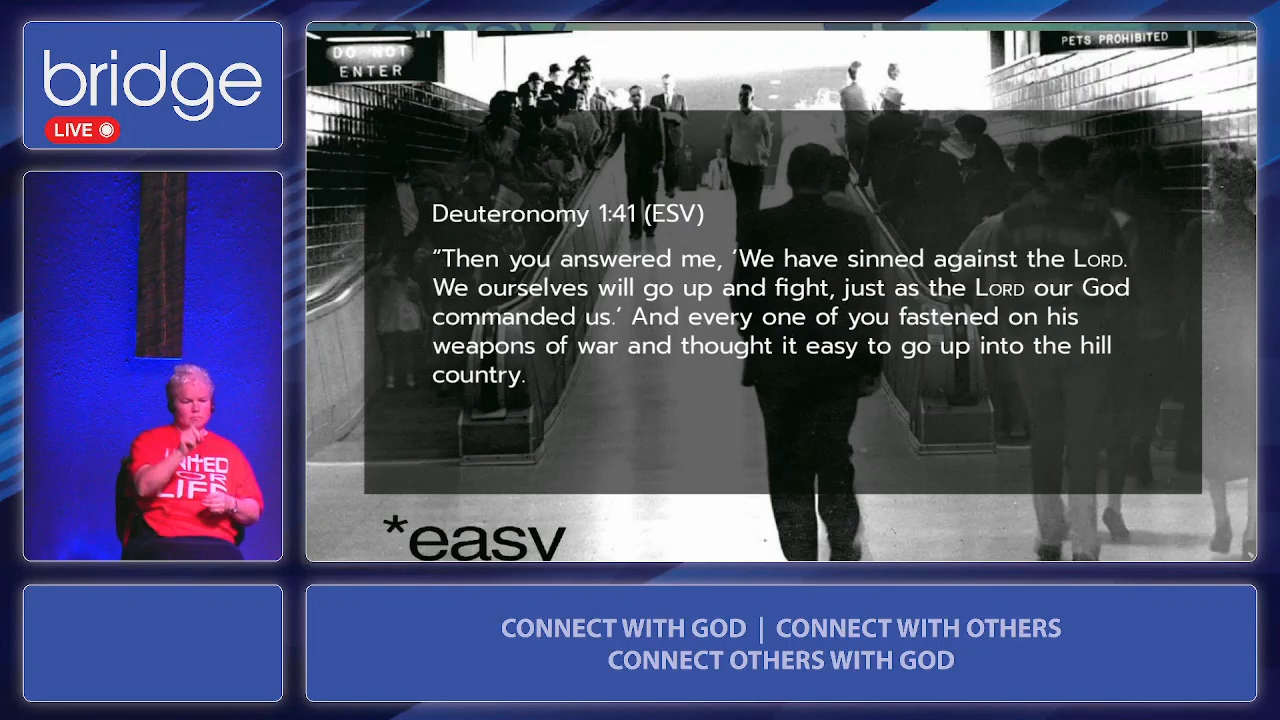 bridge
LIVE
DO NOT
ENTER
PETS PROHIBITED
Deuteronomy 1:41 (ESV)
“Then you answered me, ‘We have sinned against the LORD.
We ourselves will go up and fight, just as the LORD our God
commanded us.’ And every one of you fastened on his
weapons of war and thought it easy to go up into the hill
country.
*easy
UNITED
FOR
LIFE
CONNECT WITH GOD | CONNECT WITH OTHERS
CONNECT OTHERS WITH GOD